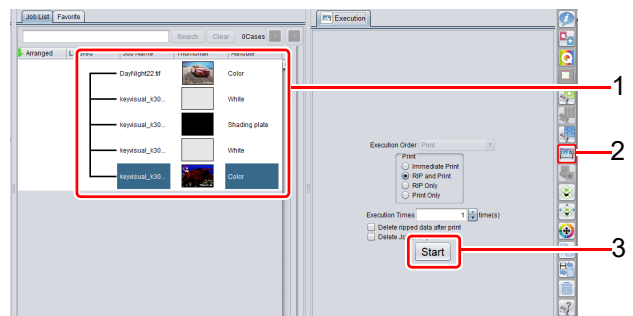 Job List Favorite
Search Clear 0Cases
Arranged Layered Job Name Thumbnail Attribute
DayNight22.tif Color
keyvisual_k30... White
keyvisual_k30... Shading plate
keyvisual_k30... White
keyvisual_k30... Color
Execution
Execution Order Print
Print
Immediate Print
RIP and Print
RIP Only
Print Only
Execution Times 1 time(s)
Delete ripped data after print
Delete Jo
Start
1
2
3